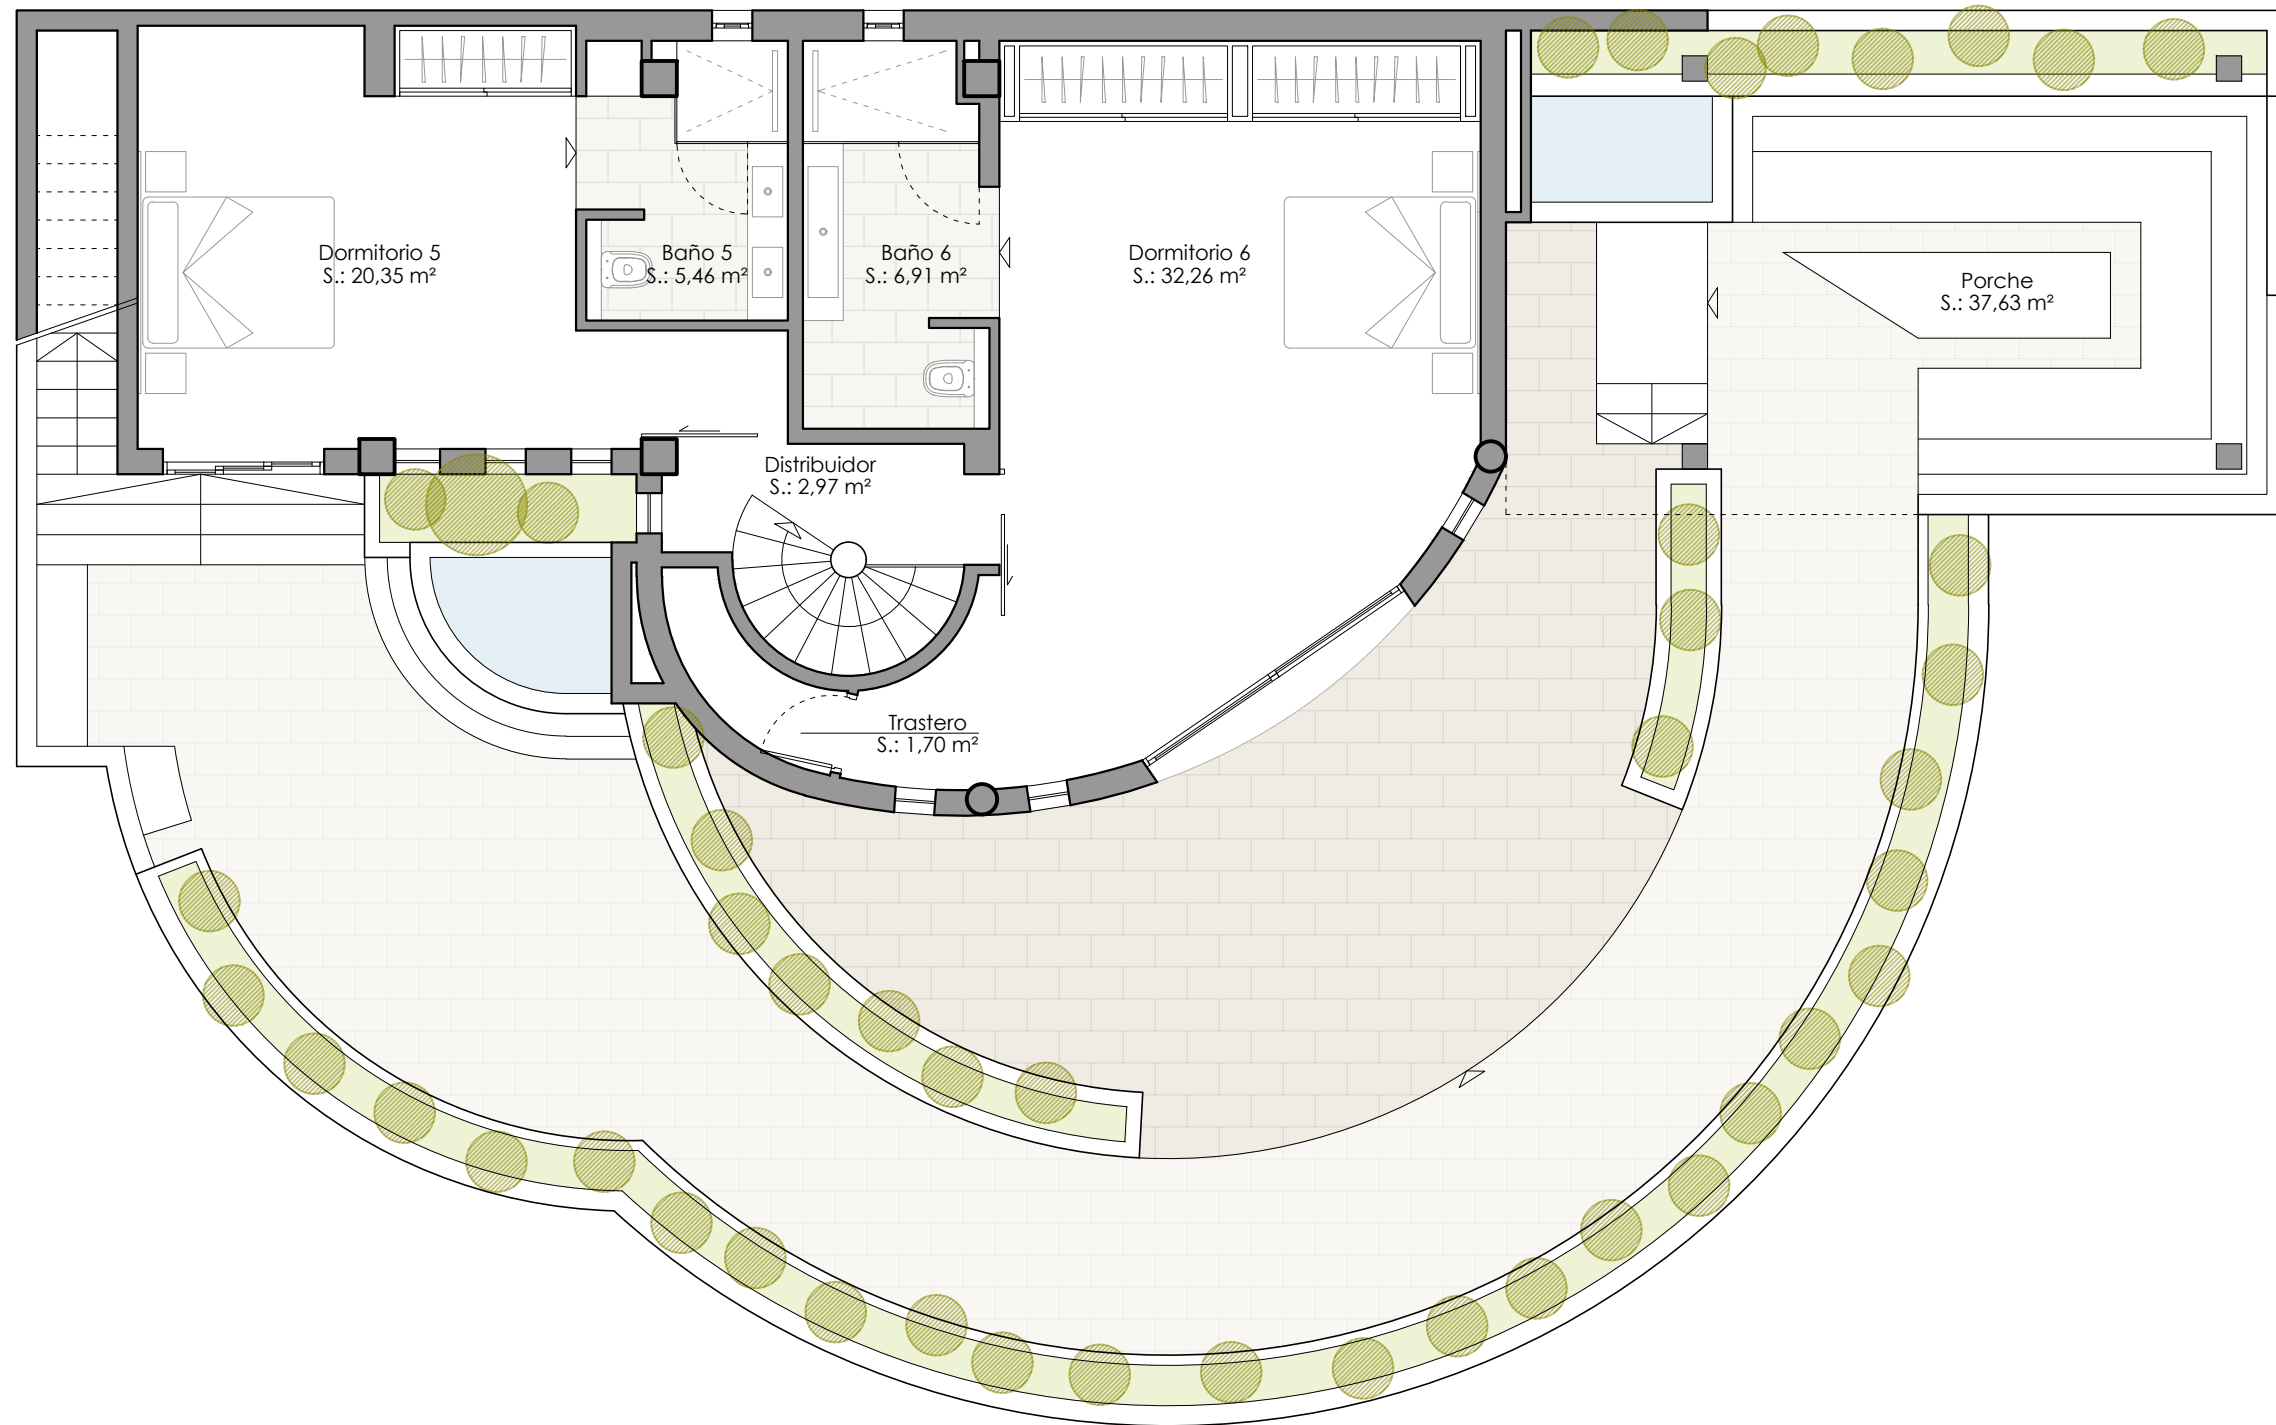 Dormitorio 5
S.: 20,35 m²
Baño 5
S.: 5,46 m²
Baño 6
S.: 6,91 m²
Dormitorio 6
S.: 32,26 m²
Porche
S.: 37,63 m²
Distribuidor
S.: 2,97 m²
Trastero
S.: 1,70 m²